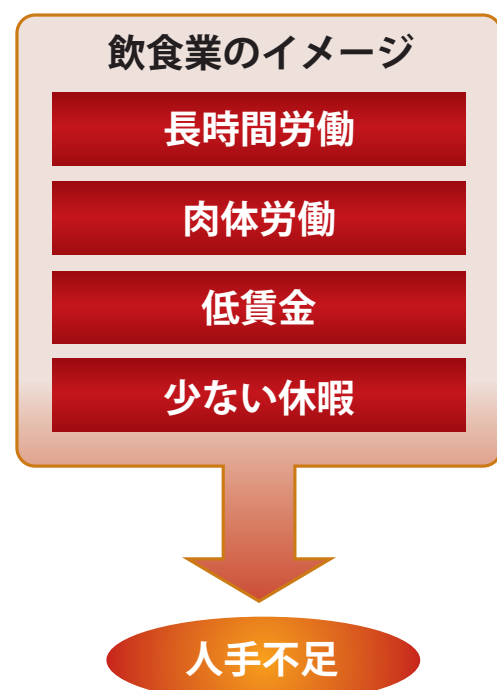 飲食業のイメージ
長時間労働
肉体労働
低賃金
少ない休暇
人手不足